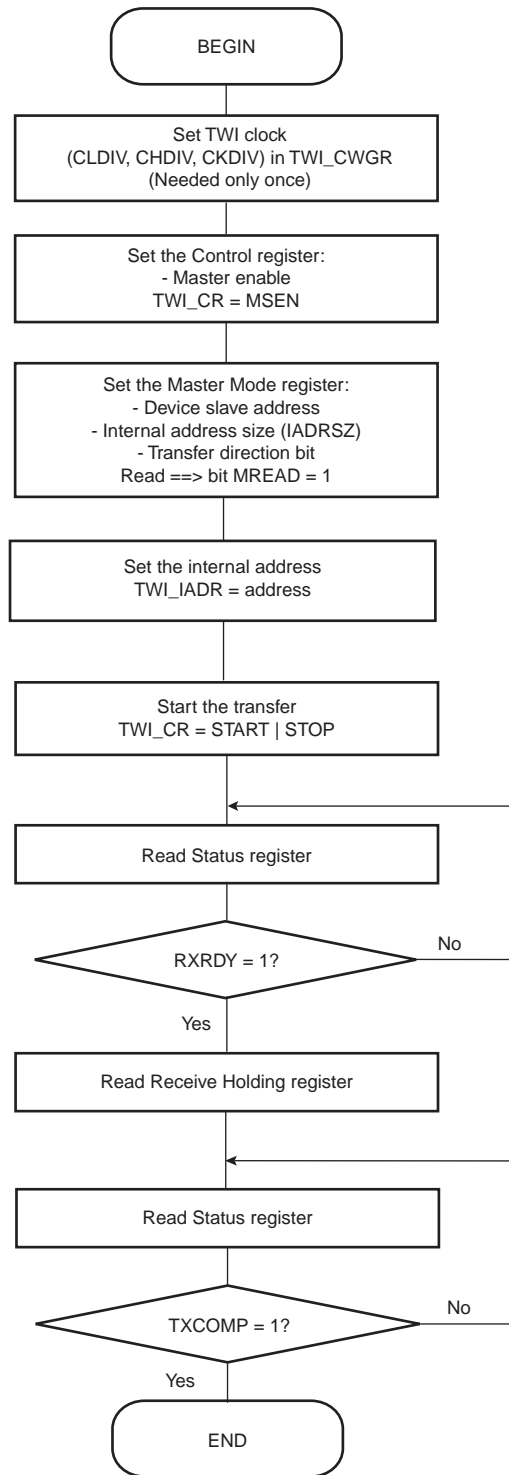 BEGIN
Set TWI clock
(CLDIV, CHDIV, CKDIV) in TWI_CWGR
(Needed only once)
Set the Control register:
- Master enable
TWI_CR = MSEN
Set the Master Mode register:
- Device slave address
- Internal address size (IADRSZ)
- Transfer direction bit
Read ==> bit MREAD = 1
Set the internal address
TWI_IADR = address
Start the transfer
TWI_CR = START | STOP
Read Status register
RXRDY = 1?
No
Yes
Read Receive Holding register
Read Status register
TXCOMP = 1?
No
Yes
END